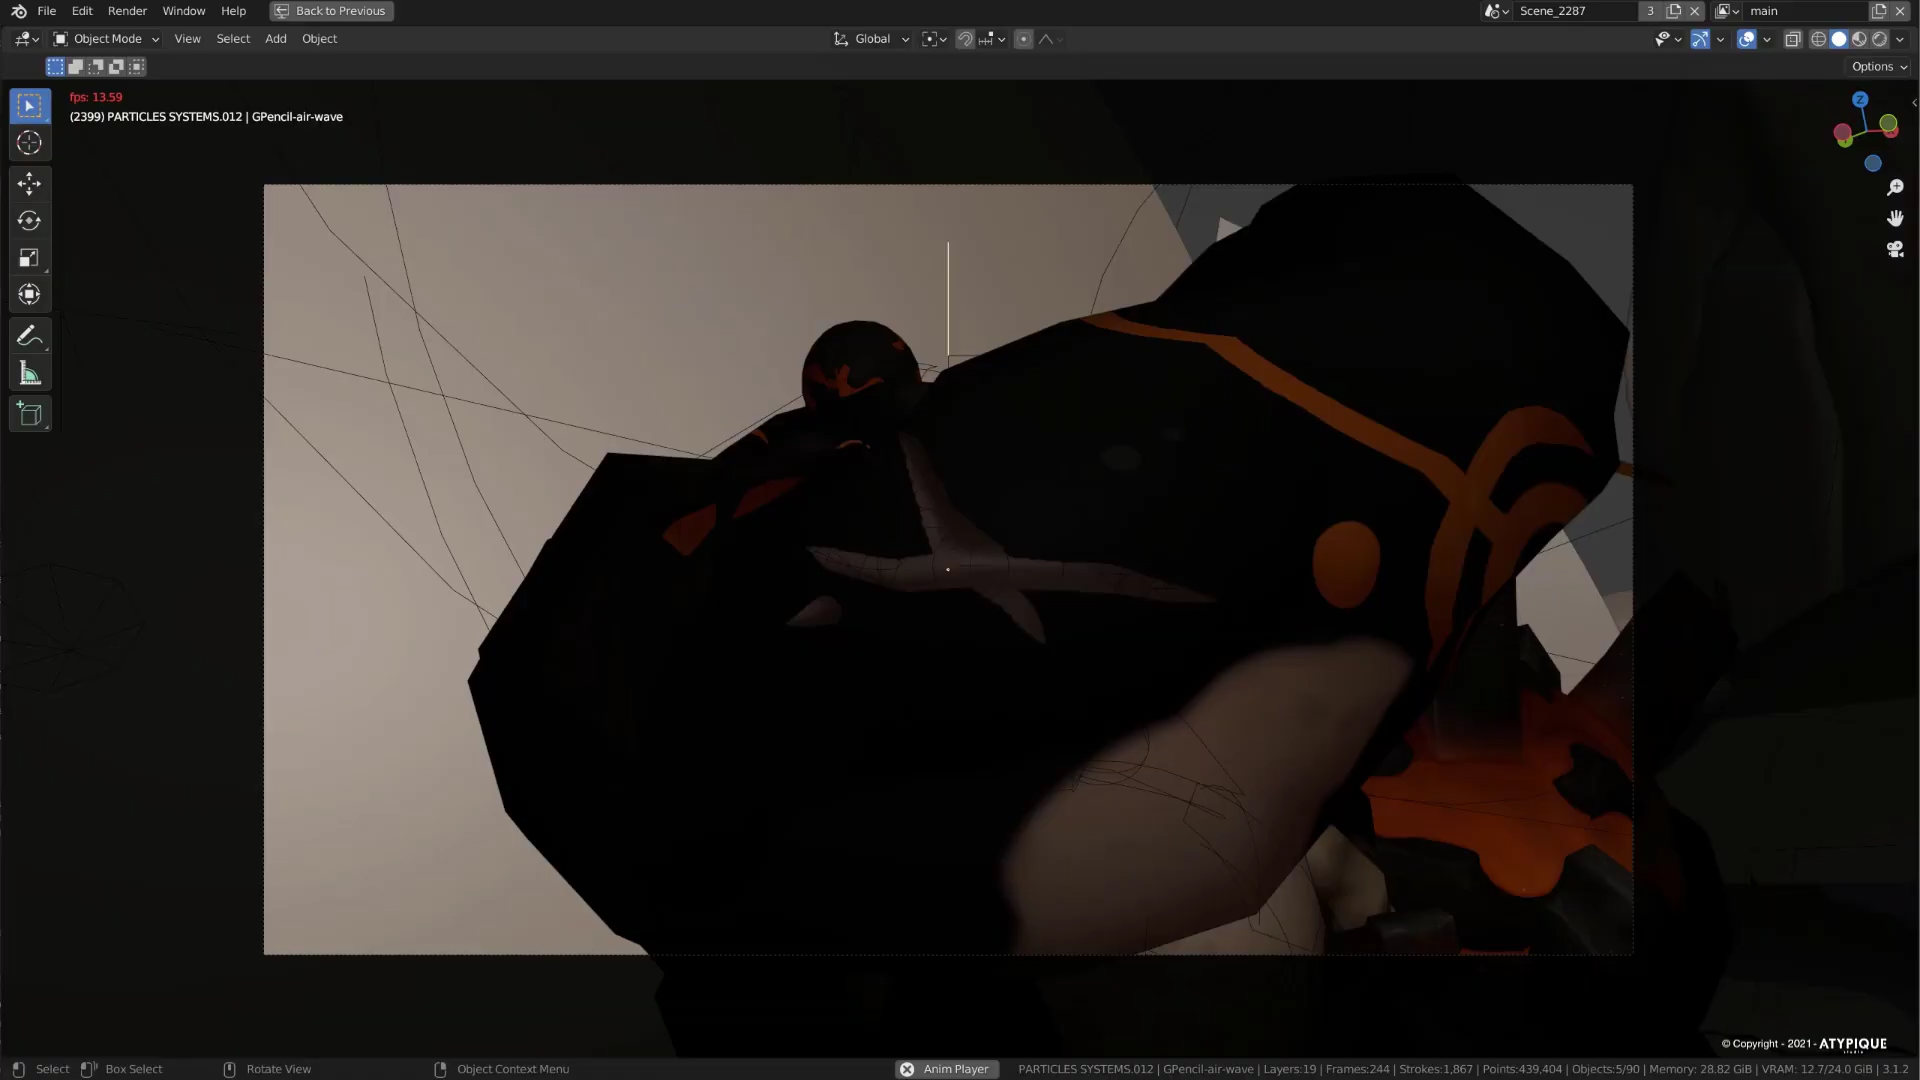 File Edit Render Window Help Back to Previous Scene_2287 3 main
Object Mode View Select Add Object Global
Options
fps: 13.59
(2399) PARTICLES SYSTEMS.012 | GPencil-air-wave
Z
© Copyright - 2021- ATYPIQUE
studio
Select Box Select Rotate View Object Context Menu Anim Player PARTICLES SYSTEMS.012 | GPencil-air-wave | Layers:19 | Frames:244 | Strokes:1,867 | Points:439,404 | Objects:5/90 | Memory: 28.82 GiB | VRAM: 12.7/24.0 GiB | 3.1.2